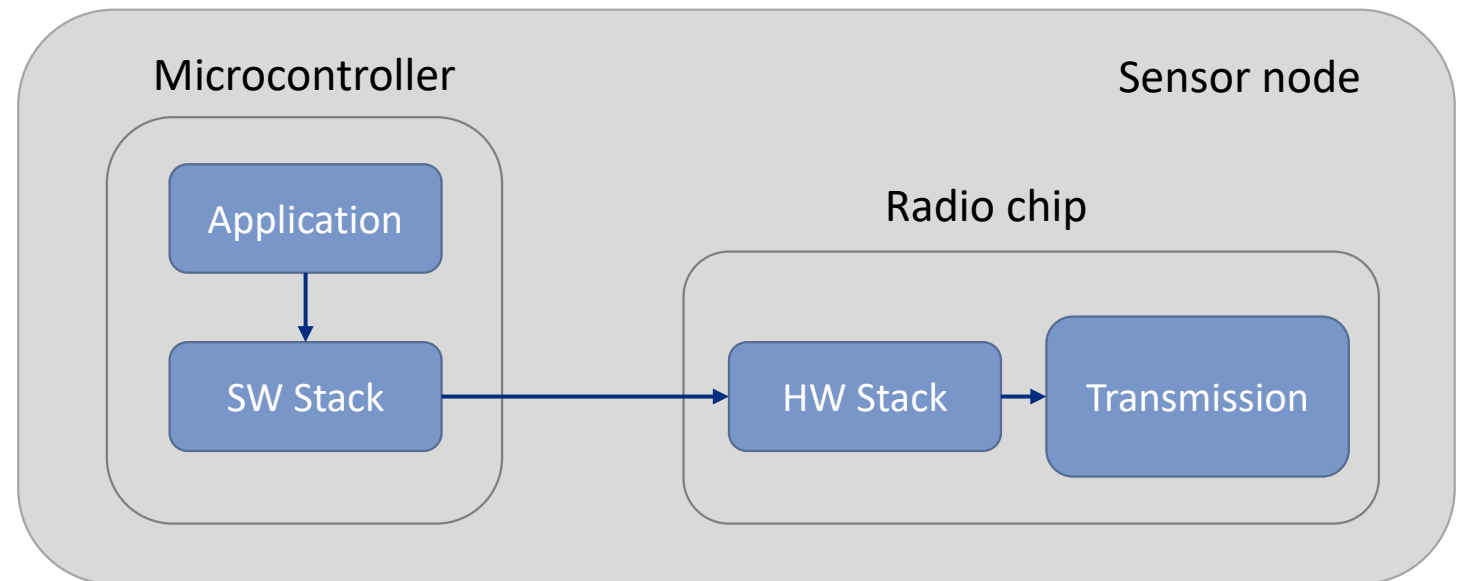 Microcontroller
Sensor node
Application
Radio chip
SW Stack
HW Stack
Transmission